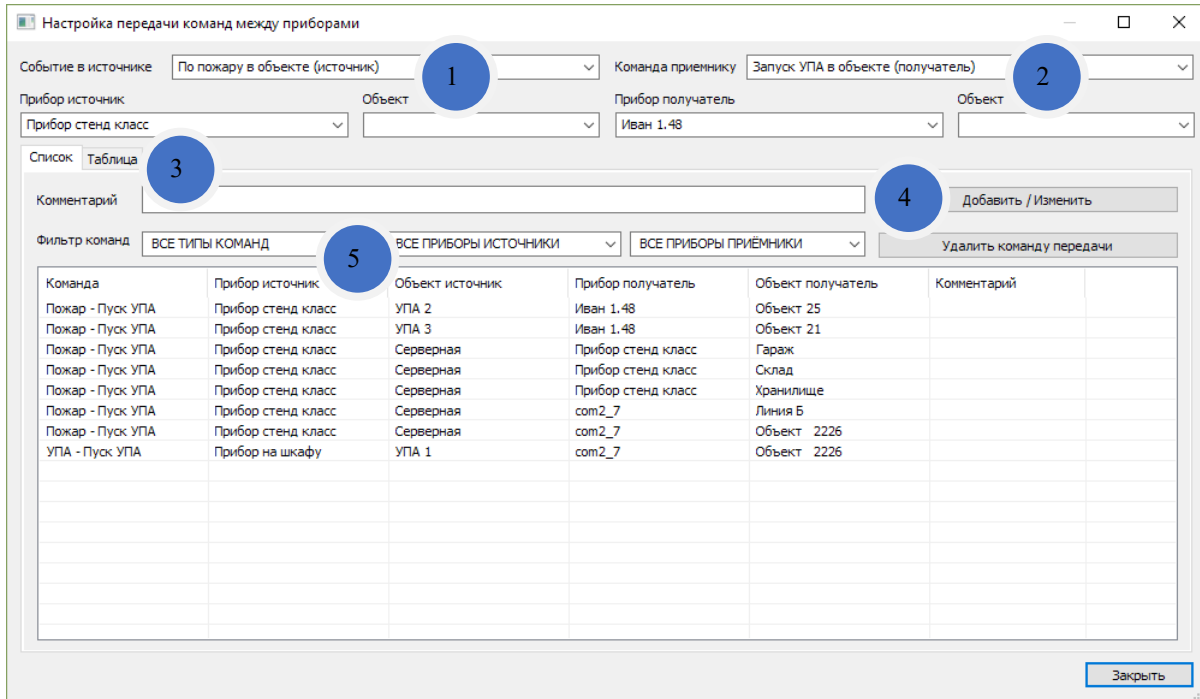 Настройка передачи команд между приборами
Событие в источнике По пожару в объекте (источник) 1 Команда приемнику Запуск УПА в объекте (получатель) 2
Прибор источник Объект Прибор получатель Объект
Прибор стенд класс Иван 1.48
Список Таблица 3
Комментарий 4 Добавить / Изменить
Фильтр команд ВСЕ ТИПЫ КОМАНД 5 ВСЕ ПРИБОРЫ ИСТОЧНИКИ ВСЕ ПРИБОРЫ ПРИЁМНИКИ Удалить команду передачи
Команда Прибор источник Объект источник Прибор получатель Объект получатель Комментарий
Пожар - Пуск УПА Прибор стенд класс УПА 2 Иван 1.48 Объект 25
Пожар - Пуск УПА Прибор стенд класс УПА 3 Иван 1.48 Объект 21
Пожар - Пуск УПА Прибор стенд класс Серверная Прибор стенд класс Гараж
Пожар - Пуск УПА Прибор стенд класс Серверная Прибор стенд класс Склад
Пожар - Пуск УПА Прибор стенд класс Серверная Прибор стенд класс Хранилище
Пожар - Пуск УПА Прибор стенд класс Серверная com2_7 Линия Б
Пожар - Пуск УПА Прибор стенд класс Серверная com2_7 Объект 2226
УПА - Пуск УПА Прибор на шкафу УПА 1 com2_7 Объект 2226
Закрыть